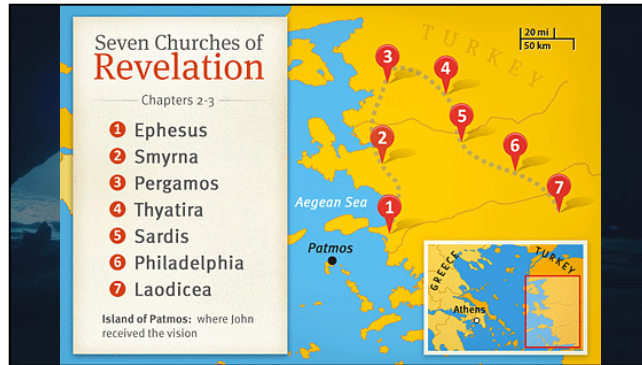 Seven Churches of
Revelation
Chapters 2-3
1 Ephesus
2 Smyrna
3 Pergamos
4 Thyatira
5 Sardis
6 Philadelphia
7 Laodicea
Island of Patmos: where John
received the vision
TURKEY
20 mi
50 km
3
4
5
2
6
7
1
Aegean Sea
Patmos
GREECE
TURKEY
Athens